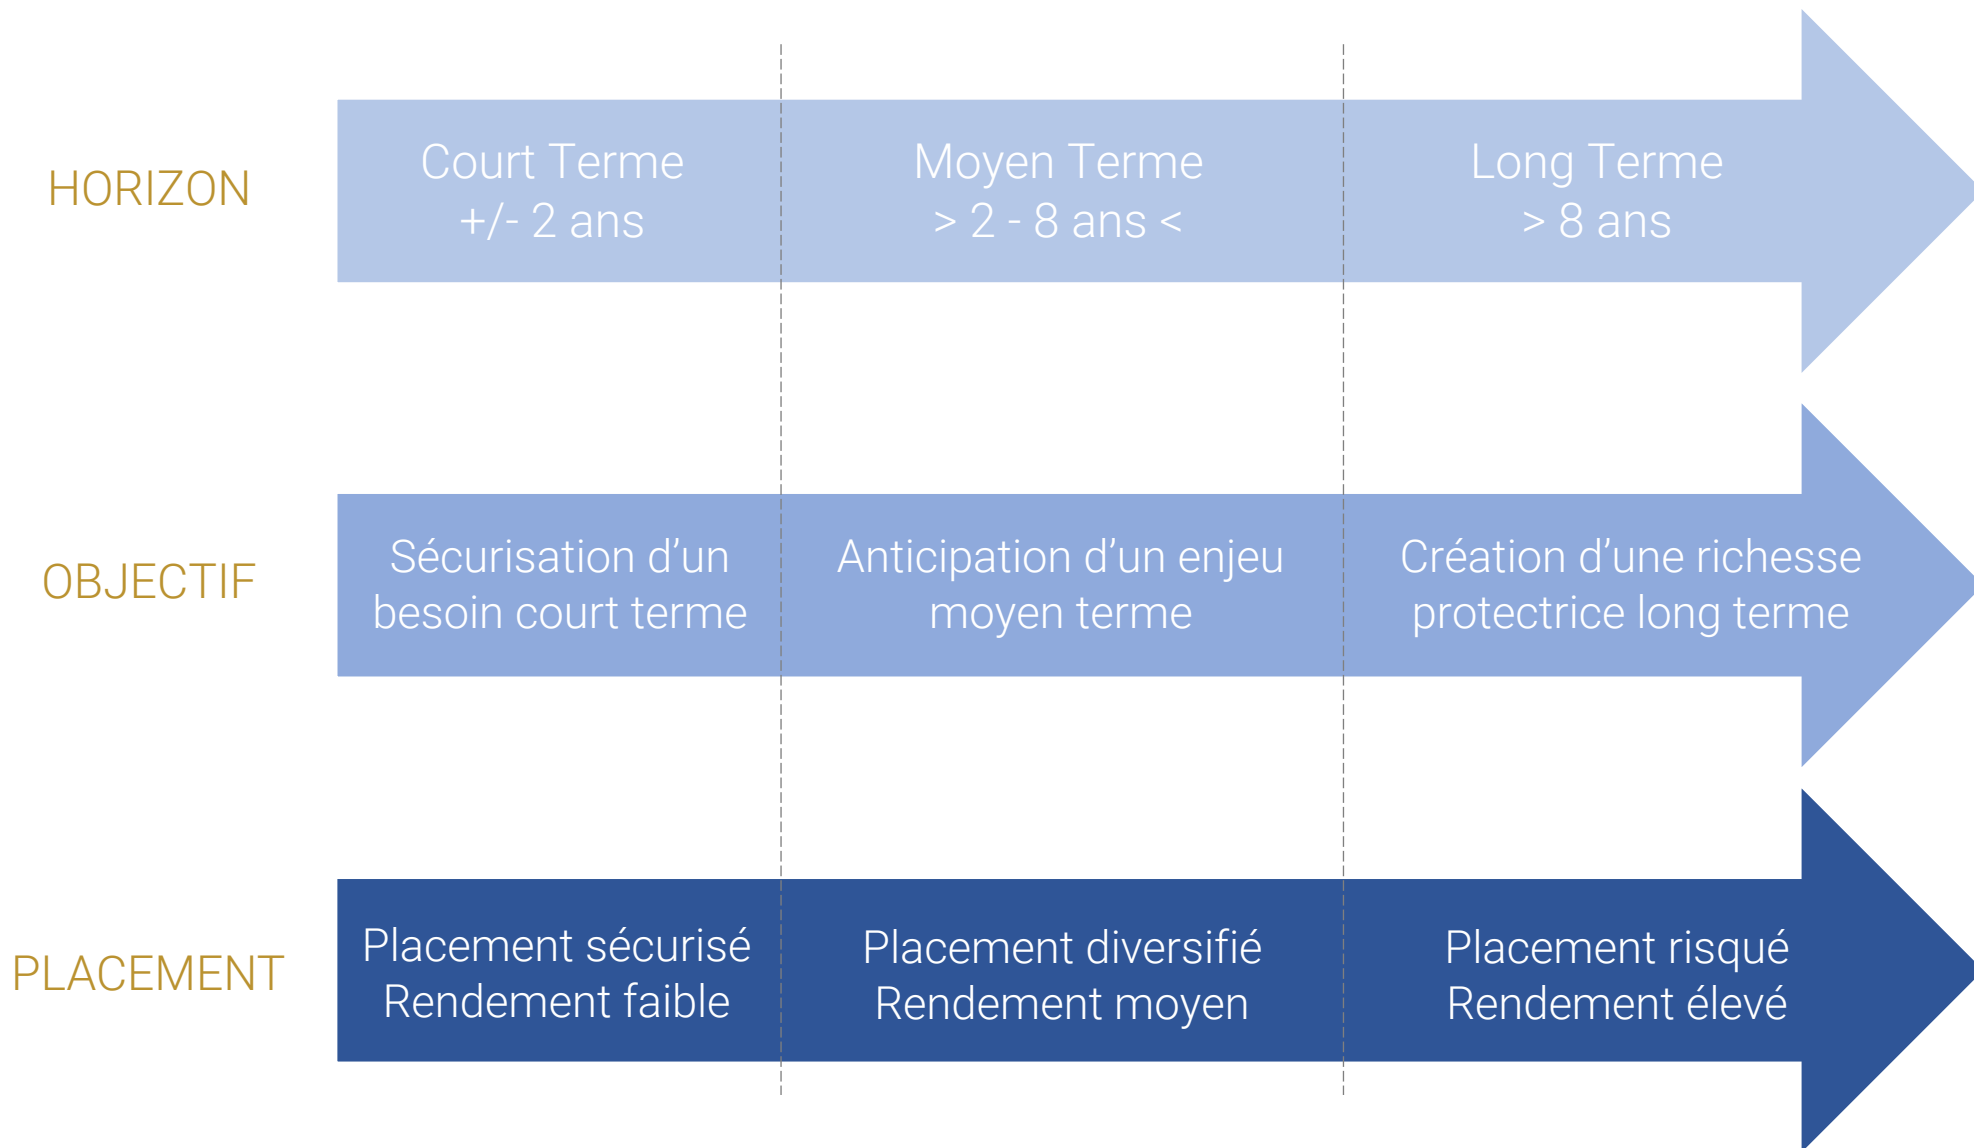 HORIZON
Court Terme
+/- 2 ans
Moyen Terme
> 2 - 8 ans <
Long Terme
> 8 ans
OBJECTIF
Sécurisation d’un
besoin court terme
Anticipation d’un enjeu
moyen terme
Création d’une richesse
protectrice long terme
PLACEMENT
Placement sécurisé
Rendement faible
Placement diversifié
Rendement moyen
Placement risqué
Rendement élevé